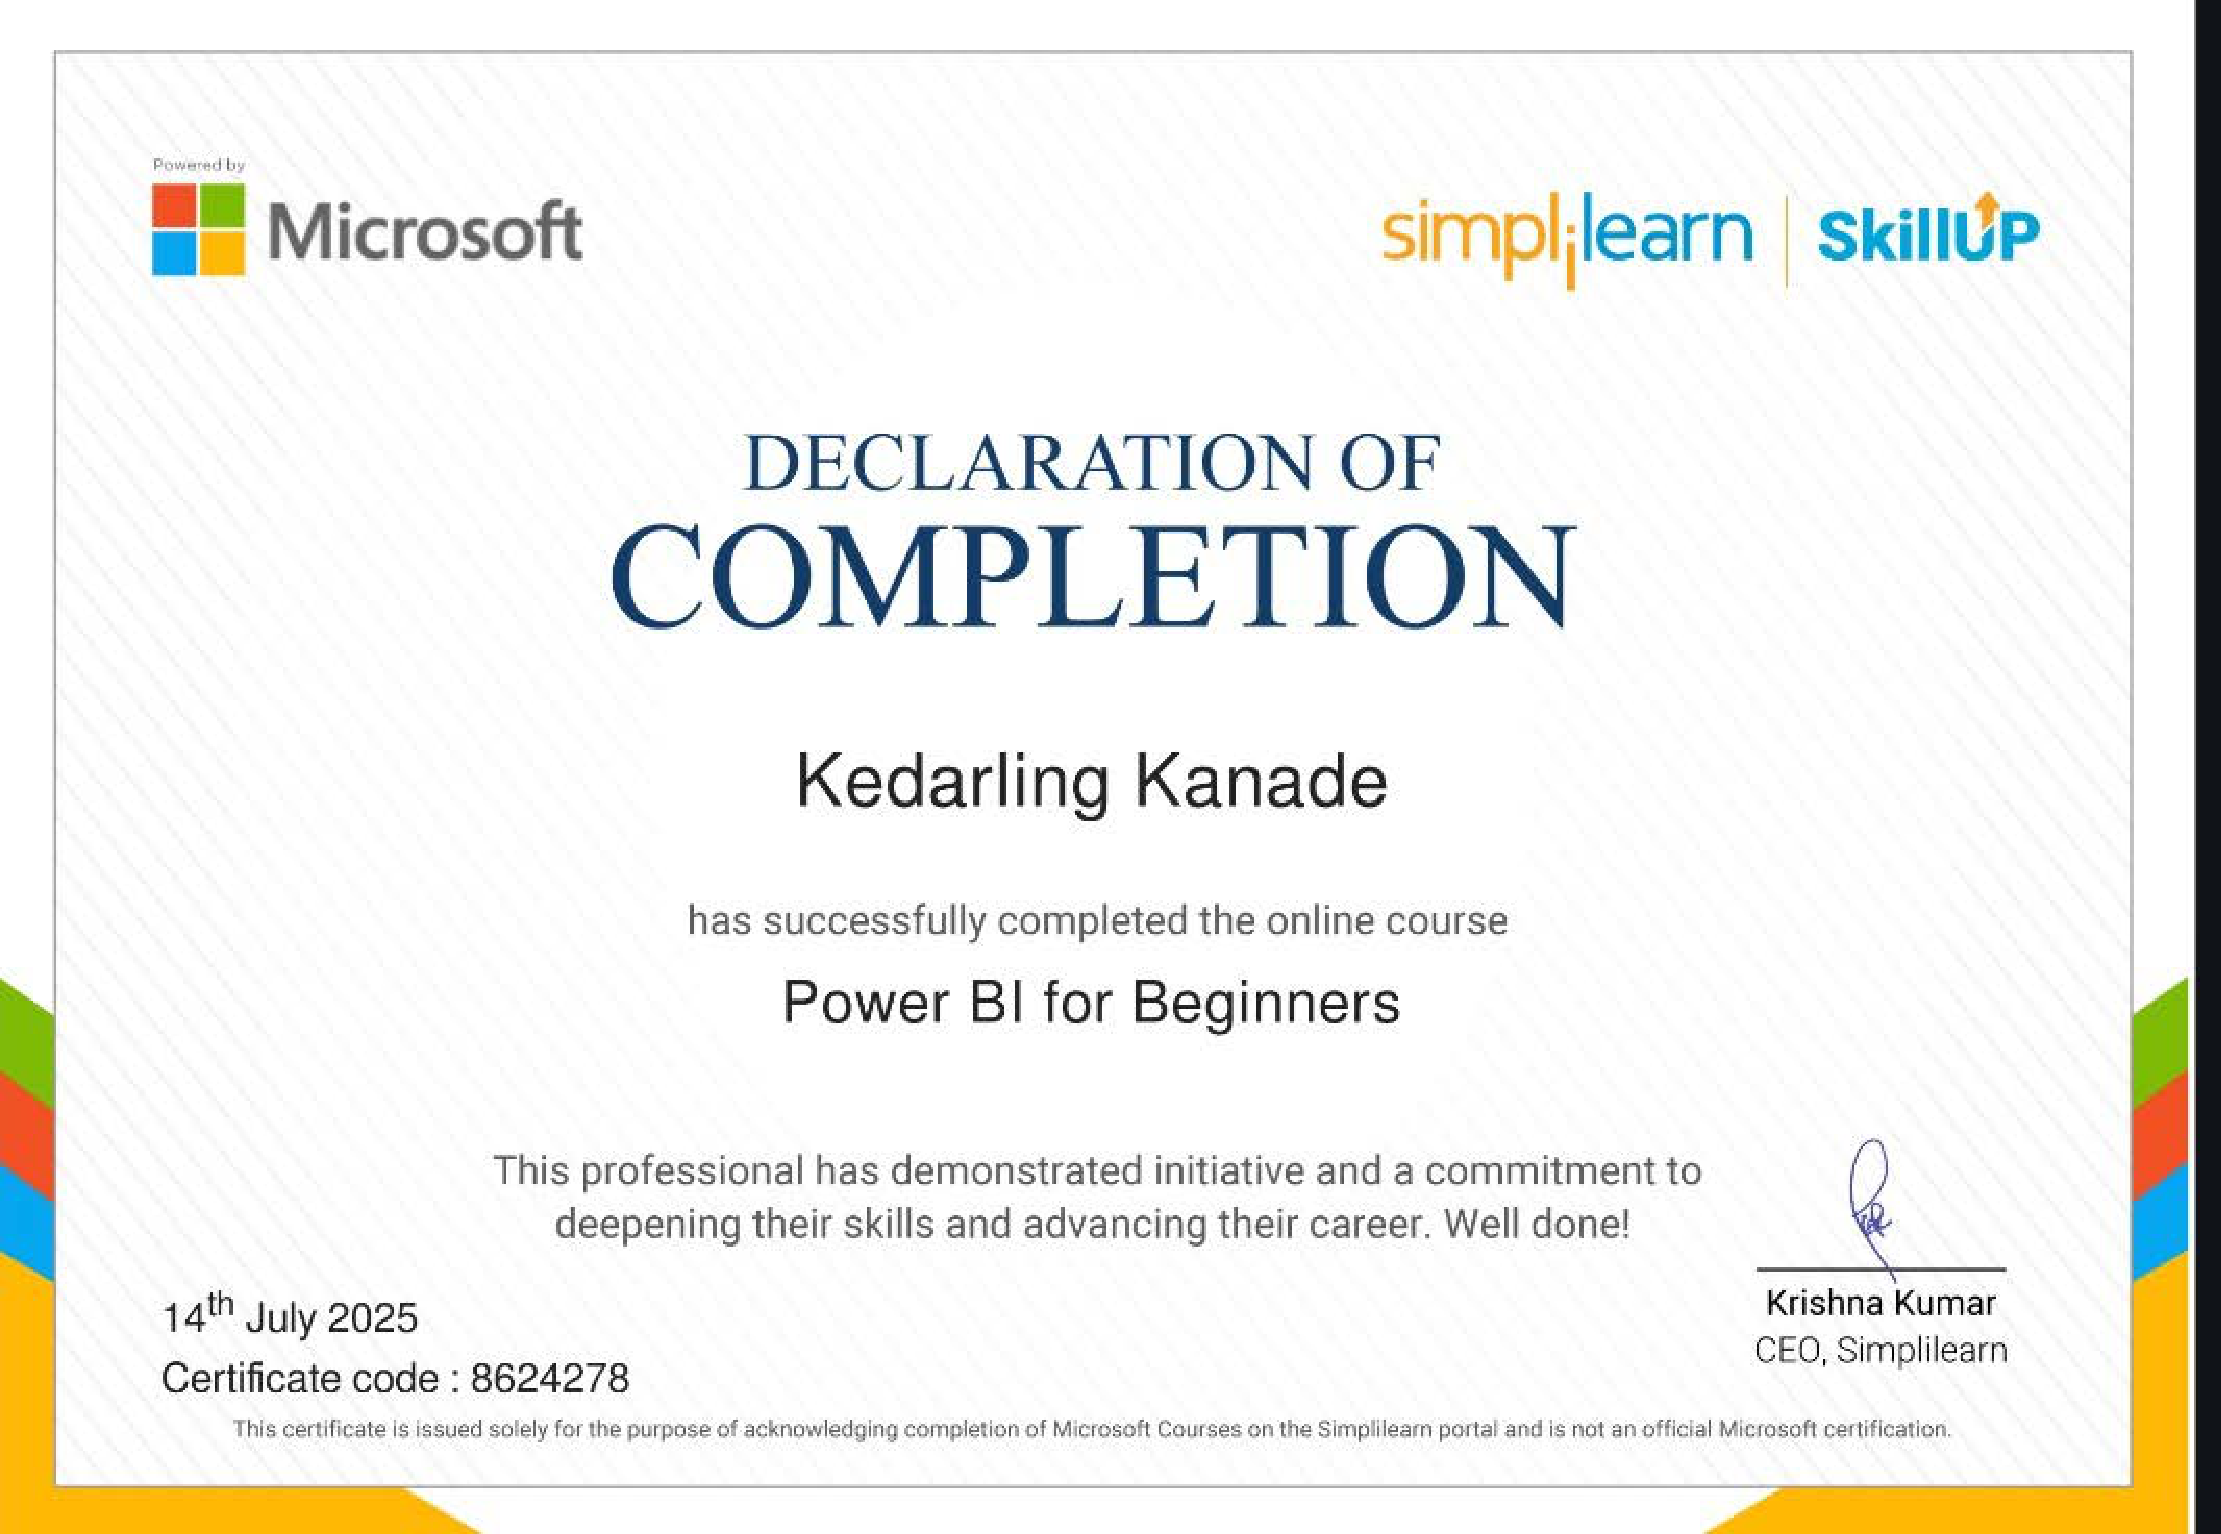 Powered by
Microsoft
simplilearn | SkillUP
DECLARATION OF
COMPLETION
Kedarling Kanade
has successfully completed the online course
Power BI for Beginners
This professional has demonstrated initiative and a commitment to
deepening their skills and advancing their career. Well done!
14th July 2025
Certificate code : 8624278
Krishna Kumar
CEO, Simplilearn
This certificate is issued solely for the purpose of acknowledging completion of Microsoft Courses on the Simplilearn portal and is not an official Microsoft certification.